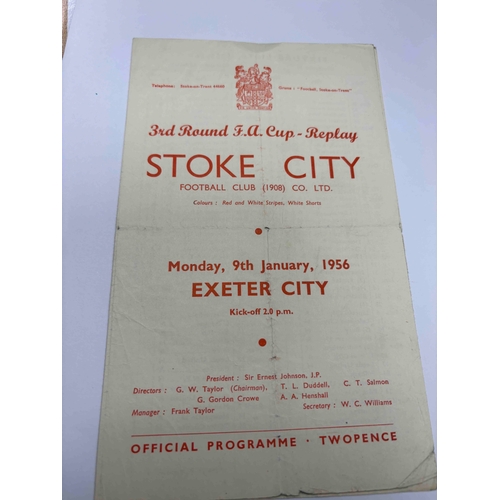 Telephone: Stoke-on-Trent 44660 Grams: "Football, Stoke-on-Trent"
3rd Round F.A. Cup - Replay
STOKE CITY
FOOTBALL CLUB (1908) CO. LTD.
Colours: Red and White Stripes, White Shorts
Monday, 9th January, 1956
EXETER CITY
Kick-off 2.0 p.m.
President: Sir Ernest Johnson, J.P.
Directors: G. W. Taylor (Chairman), T. L. Duddell, C. T. Salmon
G. Gordon Crowe A. A. Henshall
Manager: Frank Taylor Secretary: W. C. Williams
OFFICIAL PROGRAMME · TWOPENCE